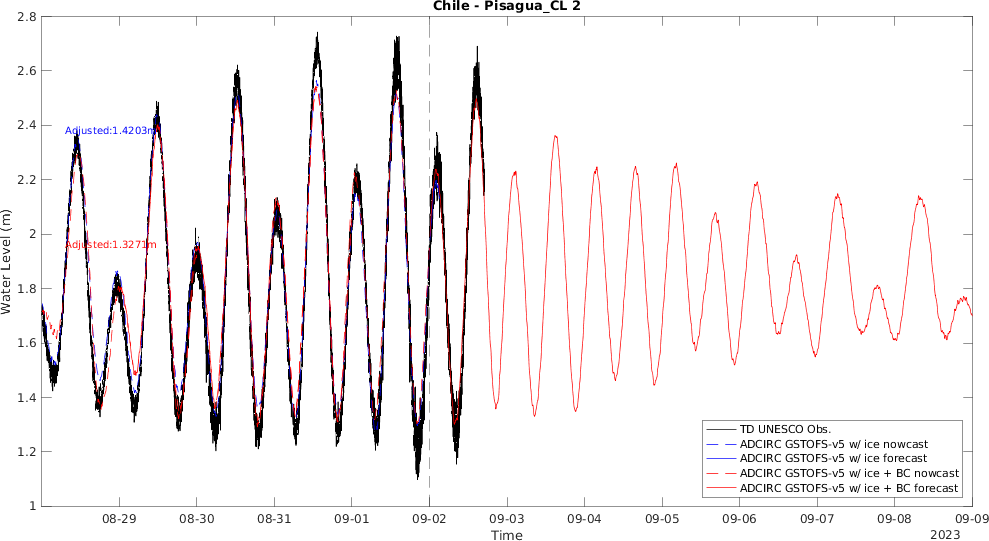 Chile - Pisagua_CL 2
2.8
2.6
2.4
2.2
2
1.8
1.6
1.4
1.2
1
Water Level (m)
Adjusted:1.4203m
Adjusted:1.3271m
TD UNESCO Obs.
ADCIRC GSTOFS-v5 w/ ice nowcast
ADCIRC GSTOFS-v5 w/ ice forecast
ADCIRC GSTOFS-v5 w/ ice + BC nowcast
ADCIRC GSTOFS-v5 w/ ice + BC forecast
08-29 08-30 08-31 09-01 09-02 09-03 09-04 09-05 09-06 09-07 09-08 09-09
Time
2023